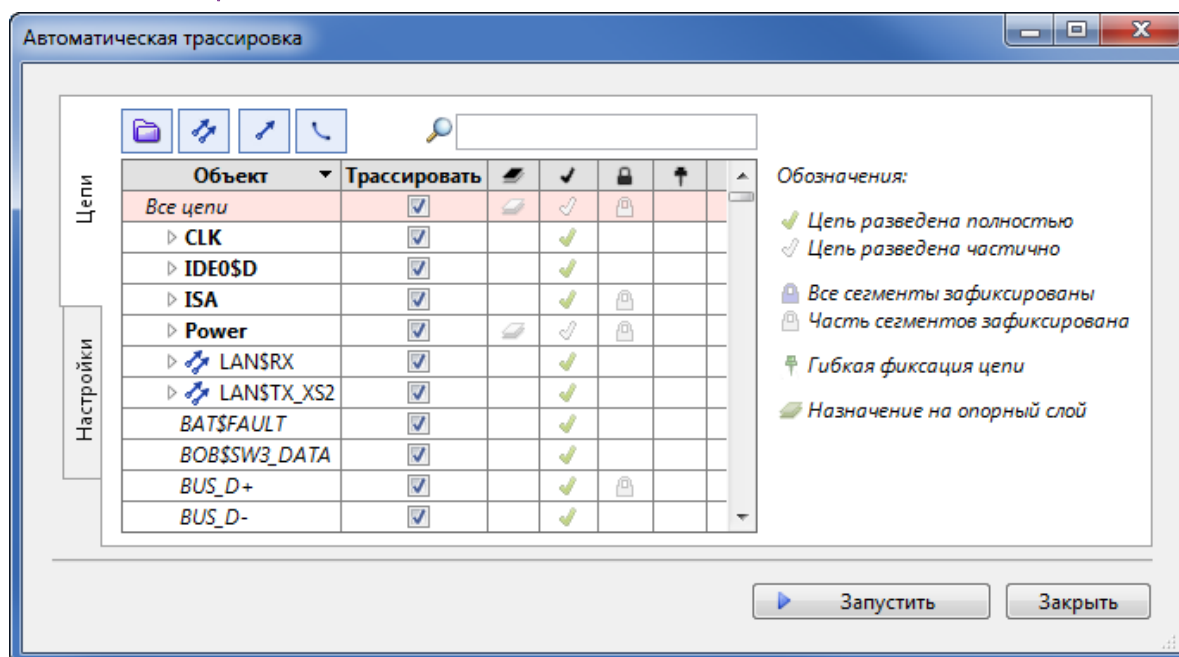 Автоматическая трассировка
Цепи
Настройки
Объект Трассировать
Все цепи
CLK
IDE0$D
ISA
Power
LAN$RX
LAN$TX_XS2
BAT$FAULT
BOB$SW3_DATA
BUS_D+
BUS_D-
Обозначения:
Цепь разведена полностью
Цепь разведена частично
Все сегменты зафиксированы
Часть сегментов зафиксирована
Гибкая фиксация цепи
Назначение на опорный слой
Запустить
Закрыть